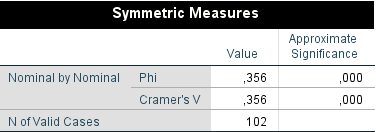 Symmetric Measures
Value Approximate Significance
Nominal by Nominal Phi ,356 ,000
Cramer's V ,356 ,000
N of Valid Cases 102